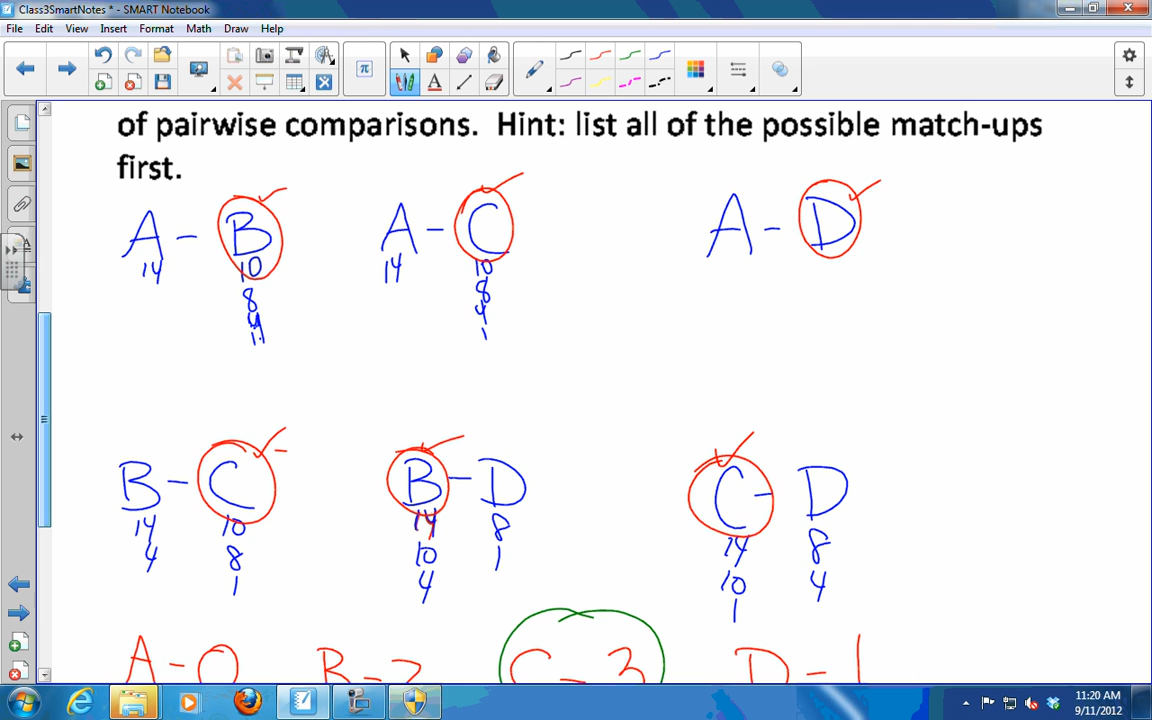 Class3SmartNotes * - SMART Notebook
File Edit View Insert Format Math Draw Help
π
A
of pairwise comparisons. Hint: list all of the possible match-ups
first.
A - B A - C A - D
14 10 14 10
8 8
4 4
1 1
B - C B - D C - D
14 10 14 8 14 8
4 8 10 1 10 4
1 4 1
A - 0 B - 2 C - 3 D - 1
11:20 AM
9/11/2012